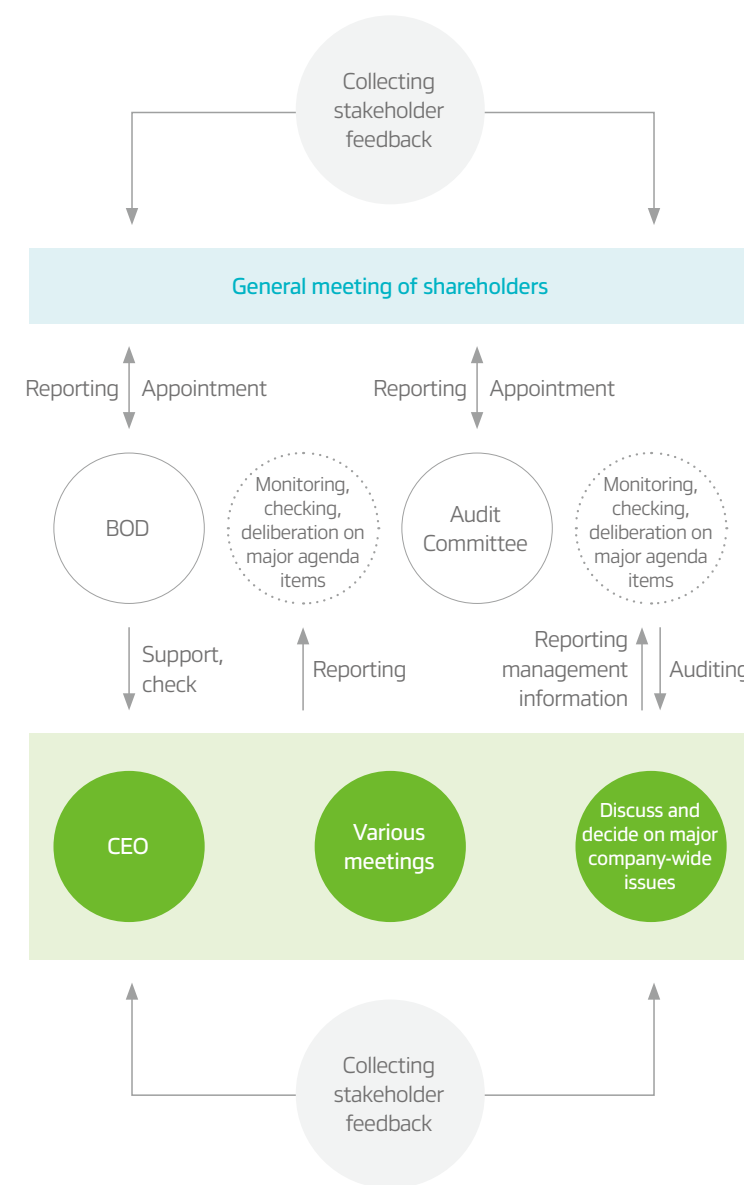 Collecting
stakeholder
feedback
General meeting of shareholders
Reporting
Appointment
Reporting
Appointment
BOD
Monitoring,
checking,
deliberation on
major agenda
items
Audit
Committee
Monitoring,
checking,
deliberation on
major agenda
items
Support,
check
Reporting
Reporting
management
information
Auditing
CEO
Various
meetings
Discuss and
decide on major
company-wide
issues
Collecting
stakeholder
feedback